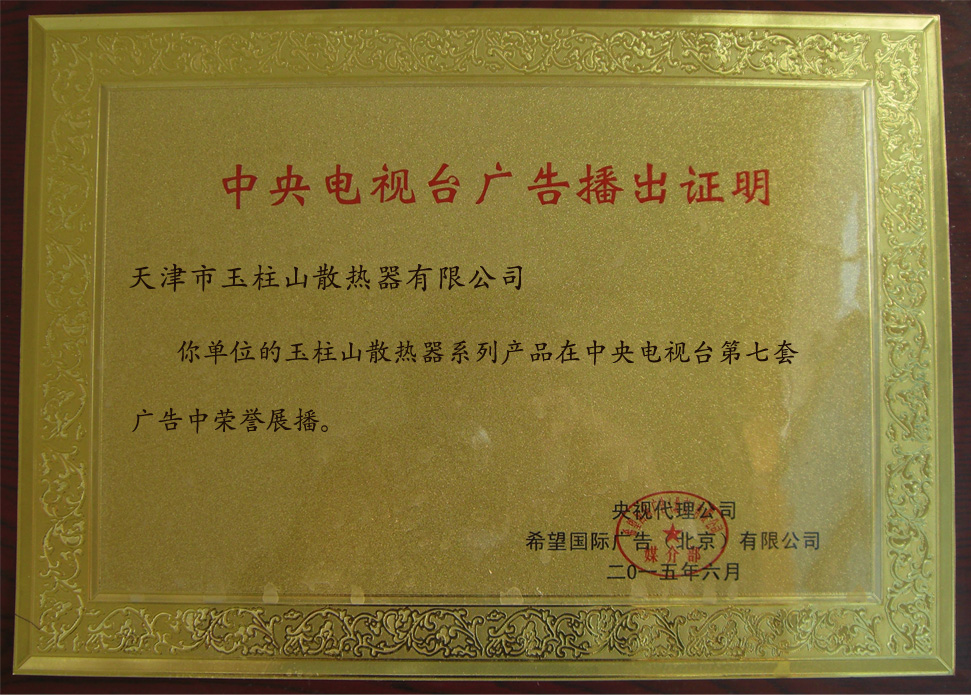 中央电视台广告播出证明
天津市玉柱山散热器有限公司
你单位的玉柱山散热器系列产品在中央电视台第七套
广告中荣誉展播。
央视代理公司
希望国际广告（北京）有限公司
二0一五年六月
媒介部